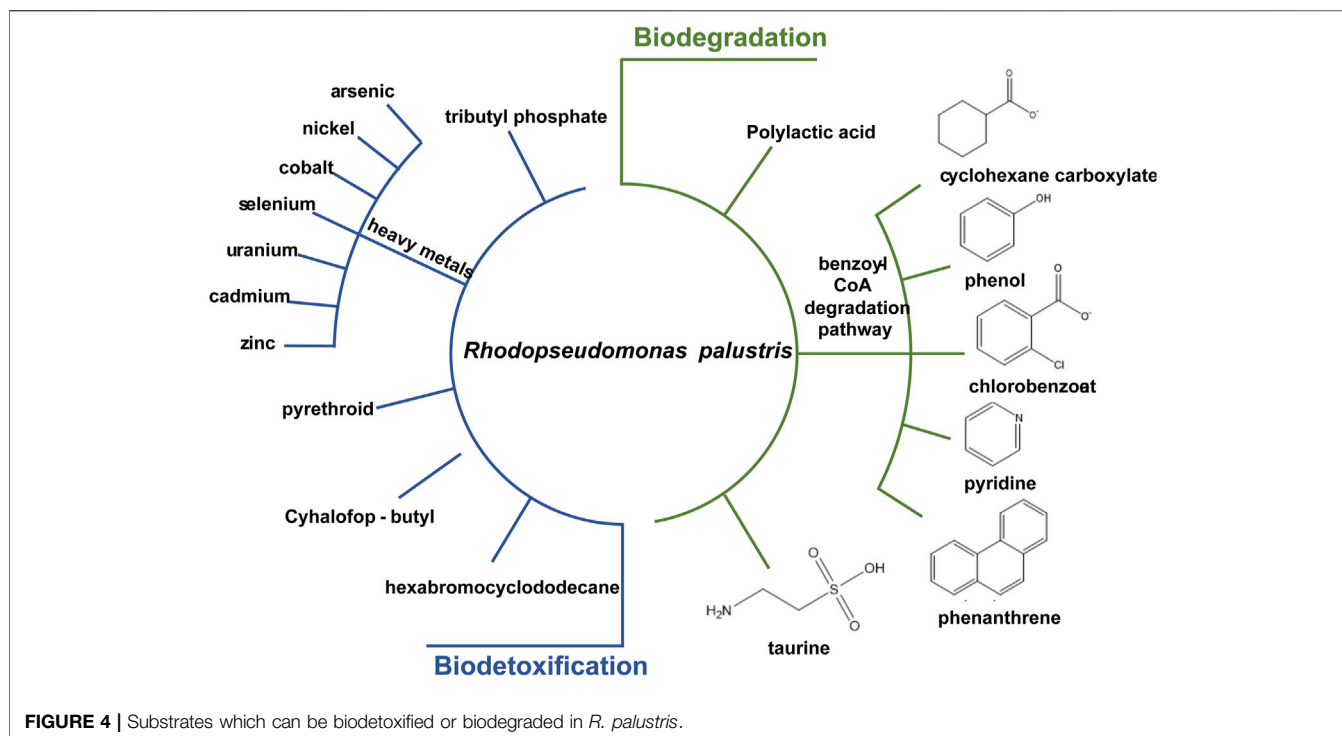 Biodegradation
arsenic
nickel
cobalt
selenium
uranium
cadmium
zinc
heavy metals
tributyl phosphate
Polylactic acid
O
O-
cyclohexane carboxylate
OH
phenol
benzoyl-
CoA
degradation
pathway
O
O-
Cl
chlorobenzoat
N
pyridine
phenanthrene
Rhodopseudomonas palustris
pyrethroid
Cyhalofop - butyl
hexabromocyclododecane
O
OH
S
H₂N
O
taurine
Biodetoxification
FIGURE 4 | Substrates which can be biodetoxified or biodegraded in R. palustris.